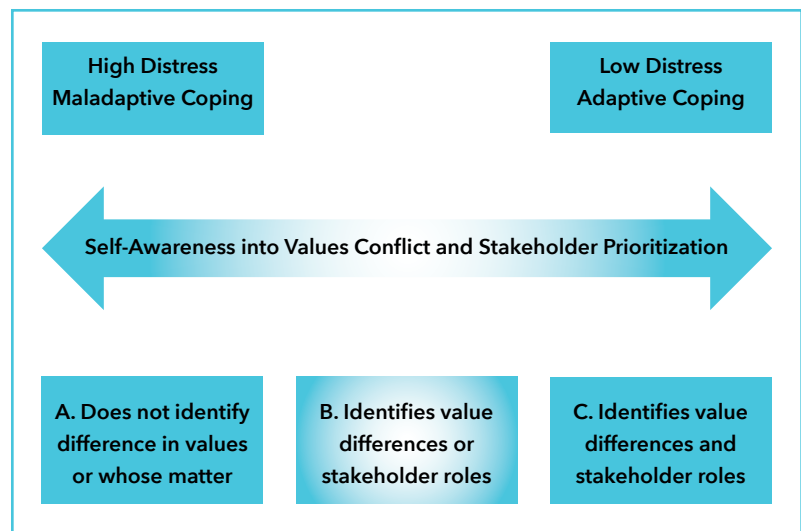 High Distress
Maladaptive Coping
Low Distress
Adaptive Coping
Self-Awareness into Values Conflict and Stakeholder Prioritization
A. Does not identify
difference in values
or whose matter
B. Identifies value
differences or
stakeholder roles
C. Identifies value
differences and
stakeholder roles